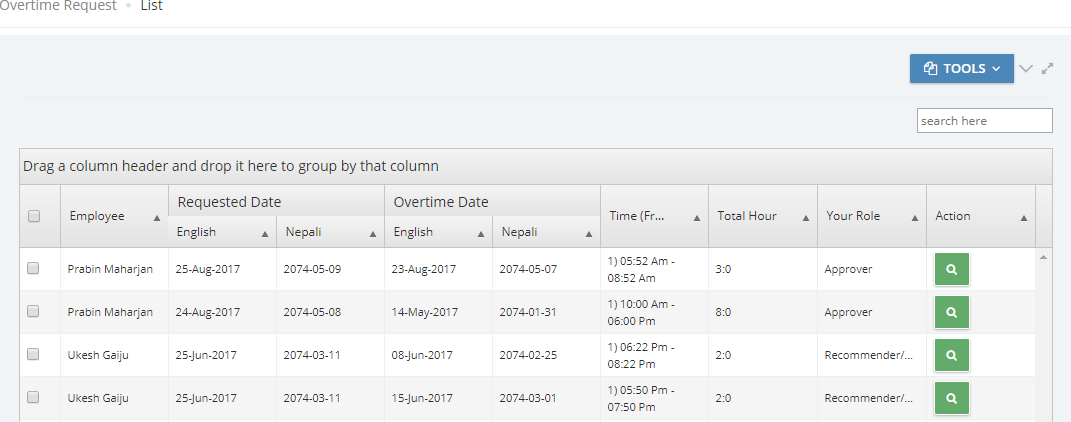 Overtime Request • List
TOOLS
search here
Drag a column header and drop it here to group by that column
Employee Requested Date Overtime Date Time (Fr... Total Hour Your Role Action
English Nepali English Nepali
Prabin Maharjan 25-Aug-2017 2074-05-09 23-Aug-2017 2074-05-07 1) 05:52 Am - 3:0 Approver
08:52 Am
Prabin Maharjan 24-Aug-2017 2074-05-08 14-May-2017 2074-01-31 1) 10:00 Am - 8:0 Approver
06:00 Pm
Ukesh Gaiju 25-Jun-2017 2074-03-11 08-Jun-2017 2074-02-25 1) 06:22 Pm - 2:0 Recommender/...
08:22 Pm
Ukesh Gaiju 25-Jun-2017 2074-03-11 15-Jun-2017 2074-03-01 1) 05:50 Pm - 2:0 Recommender/...
07:50 Pm